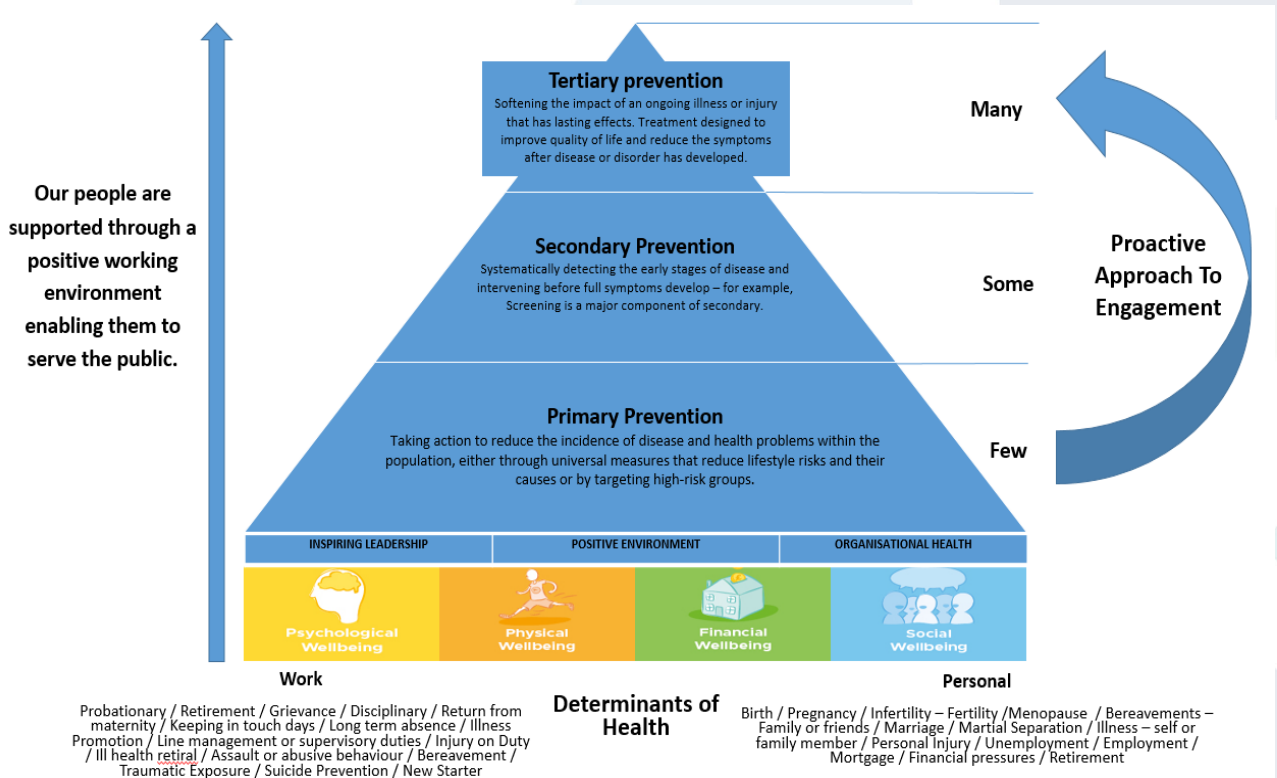 Tertiary prevention
Softening the impact of an ongoing illness or injury
that has lasting effects. Treatment designed to
improve quality of life and reduce the symptoms
after disease or disorder has developed.
Many
Our people are
supported through a
positive working
environment
enabling them to
serve the public.
Secondary Prevention
Systematically detecting the early stages of disease and
intervening before full symptoms develop – for example,
Screening is a major component of secondary.
Some
Proactive
Approach To
Engagement
Primary Prevention
Taking action to reduce the incidence of disease and health problems within the
population, either through universal measures that reduce lifestyle risks and their
causes or by targeting high-risk groups.
Few
INSPIRING LEADERSHIP
POSITIVE ENVIRONMENT
ORGANISATIONAL HEALTH
Psychological
Wellbeing
Physical
Wellbeing
Financial
Wellbeing
Social
Wellbeing
Work
Probationary / Retirement / Grievance / Disciplinary / Return from
maternity / Keeping in touch days / Long term absence / Illness
Promotion / Line management or supervisory duties / Injury on Duty
/ Ill health retiral / Assault or abusive behaviour / Bereavement /
Traumatic Exposure / Suicide Prevention / New Starter
Determinants of
Health
Personal
Birth / Pregnancy / Infertility – Fertility /Menopause / Bereavements –
Family or friends / Marriage / Martial Separation / Illness – self or
family member / Personal Injury / Unemployment / Employment /
Mortgage / Financial pressures / Retirement